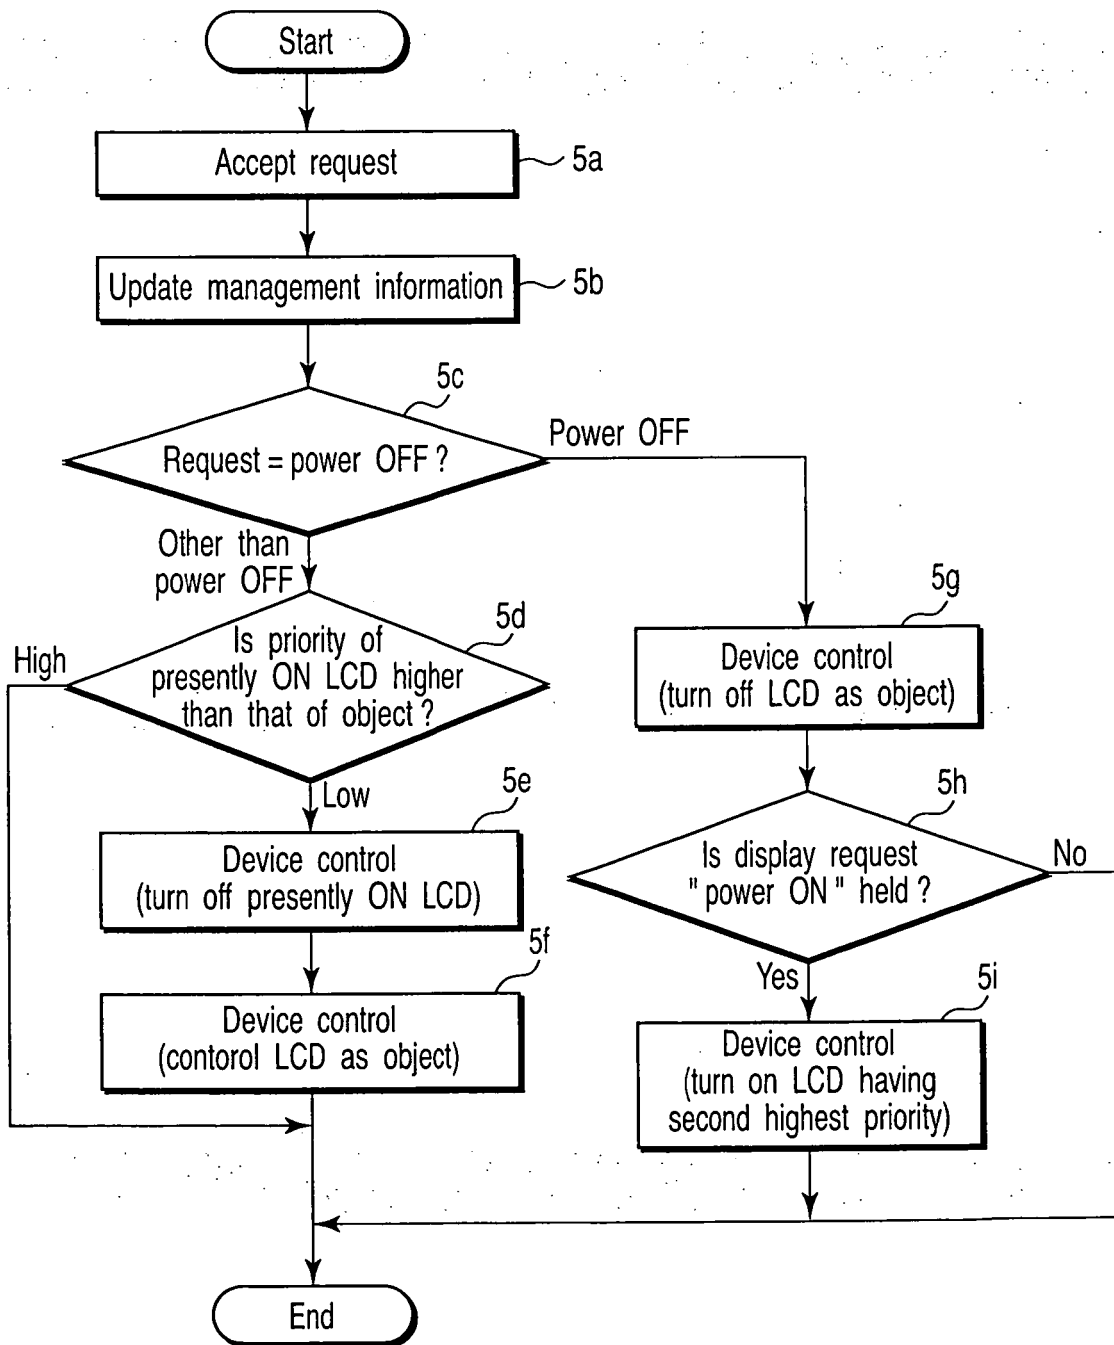 Start
Accept request
5a
Update management information
5b
5c
Request = power OFF ?
Power OFF
Other than
power OFF
5d
Is priority of
presently ON LCD higher
than that of object ?
High
Low
5e
Device control
(turn off presently ON LCD)
5f
Device control
(contorol LCD as object)
5g
Device control
(turn off LCD as object)
5h
Is display request
" power ON " held ?
No
Yes
5i
Device control
(turn on LCD having
second highest priority)
End